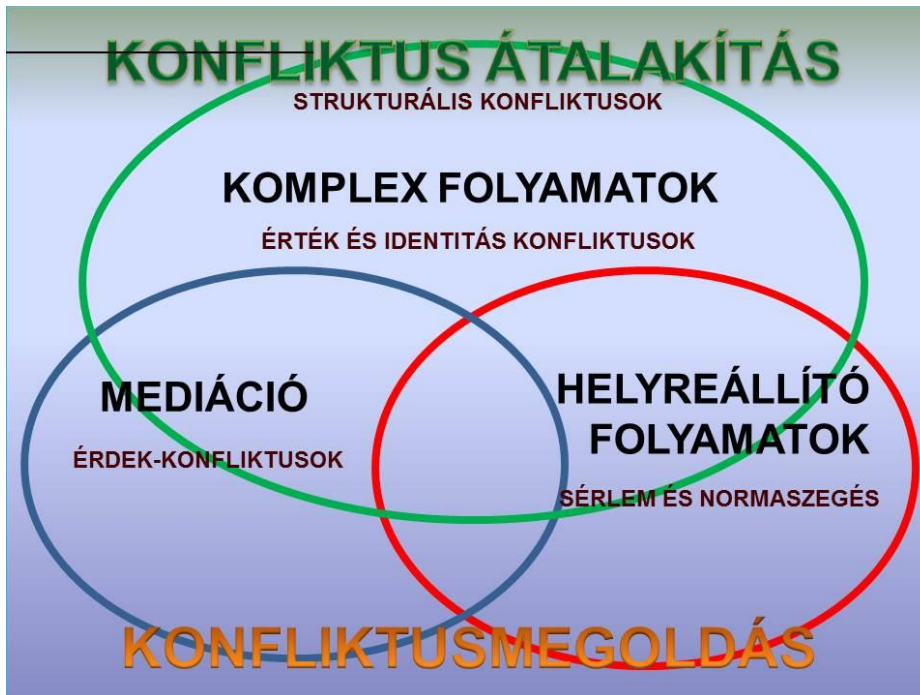 KONFLIKTUS ÁTALAKÍTÁS
STRUKTURÁLIS KONFLIKTUSOK
KOMPLEX FOLYAMATOK
ÉRTÉK ÉS IDENTITÁS KONFLIKTUSOK
MEDIÁCIÓ
ÉRDEK-KONFLIKTUSOK
HELYREÁLLÍTÓ
FOLYAMATOK
SÉRLEM ÉS NORMASZEGÉS
KONFLIKTUSMEGOLDÁS